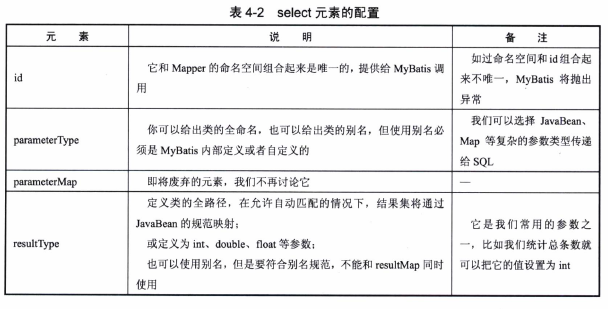 表 4-2 select 元素的配置
元 素
说 明
备 注
id
它和 Mapper 的命名空间组合起来是唯一的，提供给 MyBatis 调
用
如过命名空间和 id 组合起
来不唯一，MyBatis 将抛出
异常
parameterType
你可以给出类的全命名，也可以给出类的别名，但使用别名必
须是 MyBatis 内部定义或者自定义的
我们可以选择 JavaBean、
Map 等复杂的参数类型传递
给 SQL
parameterMap
即将废弃的元素，我们不再讨论它
—
resultType
定义类的全路径，在允许自动匹配的情况下，结果集将通过
JavaBean 的规范映射；
或定义为 int、double、float 等参数；
也可以使用别名，但是要符合别名规范，不能和 resultMap 同时
使用
它是我们常用的参数之
一，比如我们统计总条数就
可以把它的值设置为 int